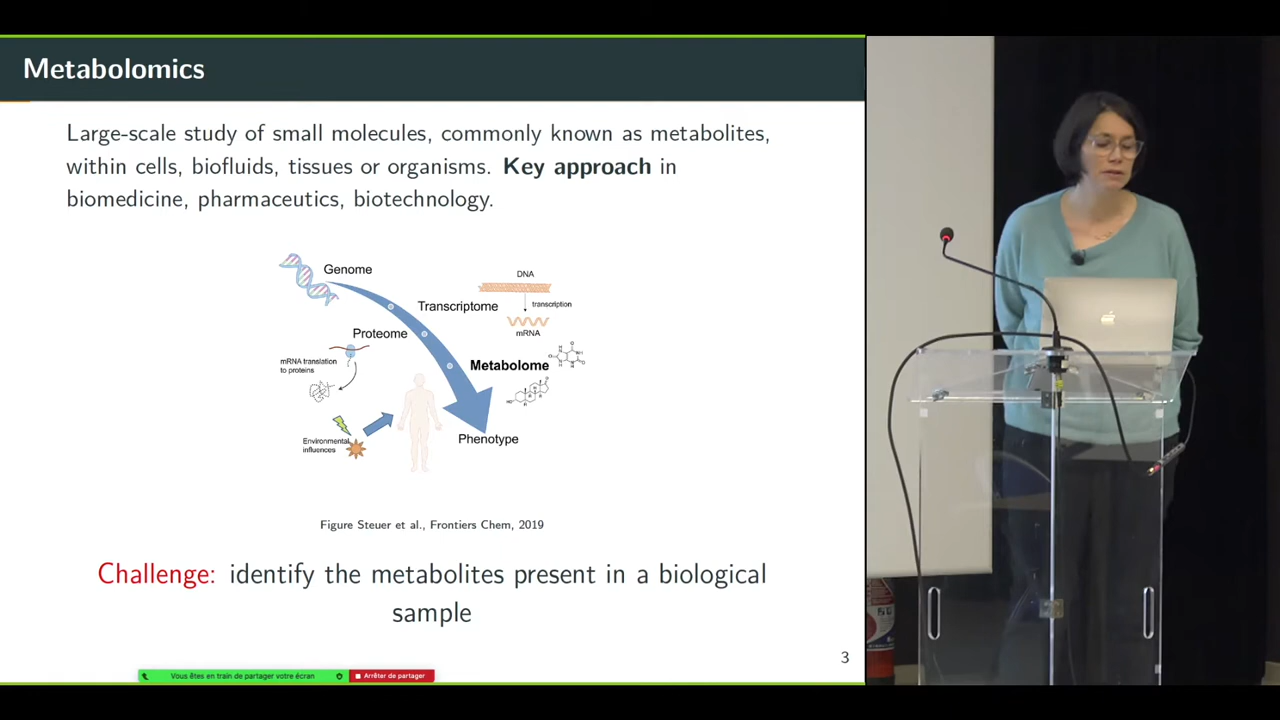 Metabolomics
Large-scale study of small molecules, commonly known as metabolites,
within cells, biofluids, tissues or organisms. Key approach in
biomedicine, pharmaceutics, biotechnology.
Genome
DNA
Transcriptome
transcription
mRNA
Proteome
mRNA translation
to proteins
Metabolome
Environmental
influences
Phenotype
Figure Steuer et al., Frontiers Chem, 2019
Challenge: identify the metabolites present in a biological
sample
3
Vous êtes en train de partager votre écran
Arrêter de partager